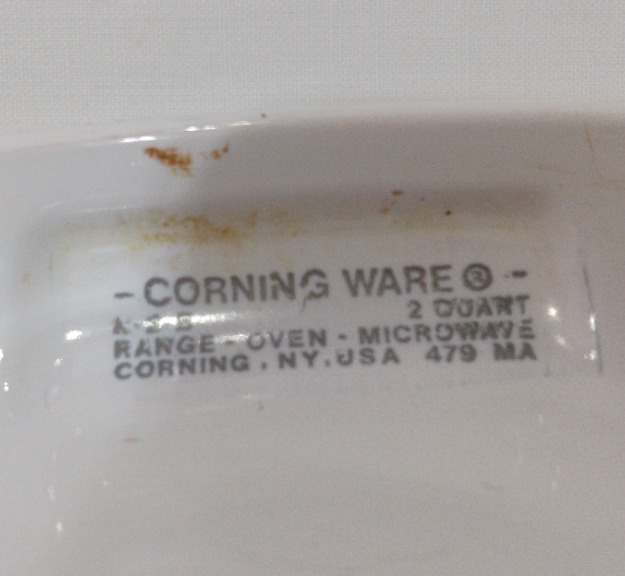 - CORNING WARE ® -
2 QUART
RANGE - OVEN - MICROWAVE
CORNING . NY . USA 479 MA